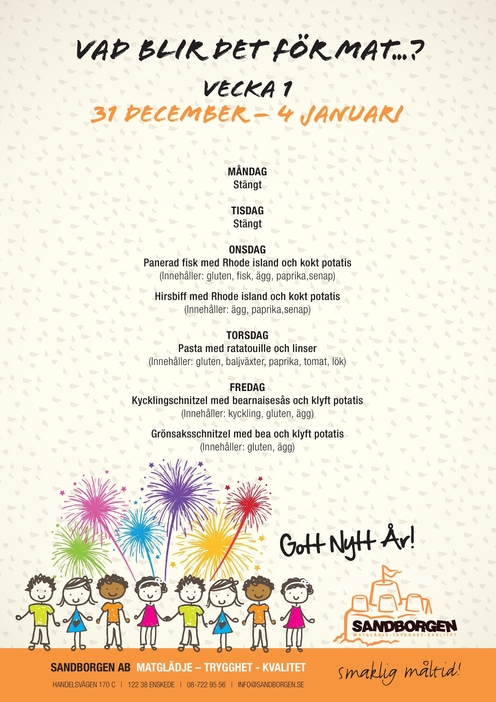 VAD BLIR DET FÖR MAT...?
VECKA 1
31 DECEMBER – 4 JANUARI
MÅNDAG
Stängt
TISDAG
Stängt
ONSDAG
Panerad fisk med Rhode island och kokt potatis
(Innehåller: gluten, fisk, ägg, paprika,senap)
Hirsbiff med Rhode island och kokt potatis
(Innehåller: ägg, paprika,senap)
TORSDAG
Pasta med ratatouille och linser
(Innehåller: gluten, baljväxter, paprika, tomat, lök)
FREDAG
Kycklingschnitzel med bearnaisesås och klyft potatis
(Innehåller: kyckling, gluten, ägg)
Grönsaksschnitzel med bea och klyft potatis
(Innehåller: gluten, ägg)
Gott Nytt År!
SANDBORGEN
MATGLÄDJE-TRYGGHET-KVALITET
SANDBORGEN AB MATGLÄDJE – TRYGGHET - KVALITET
HANDELSVÄGEN 170 C I 122 38 ENSKEDE I 08-722 95 56 I INFO@SANDBORGEN.SE
smaklig måltid!